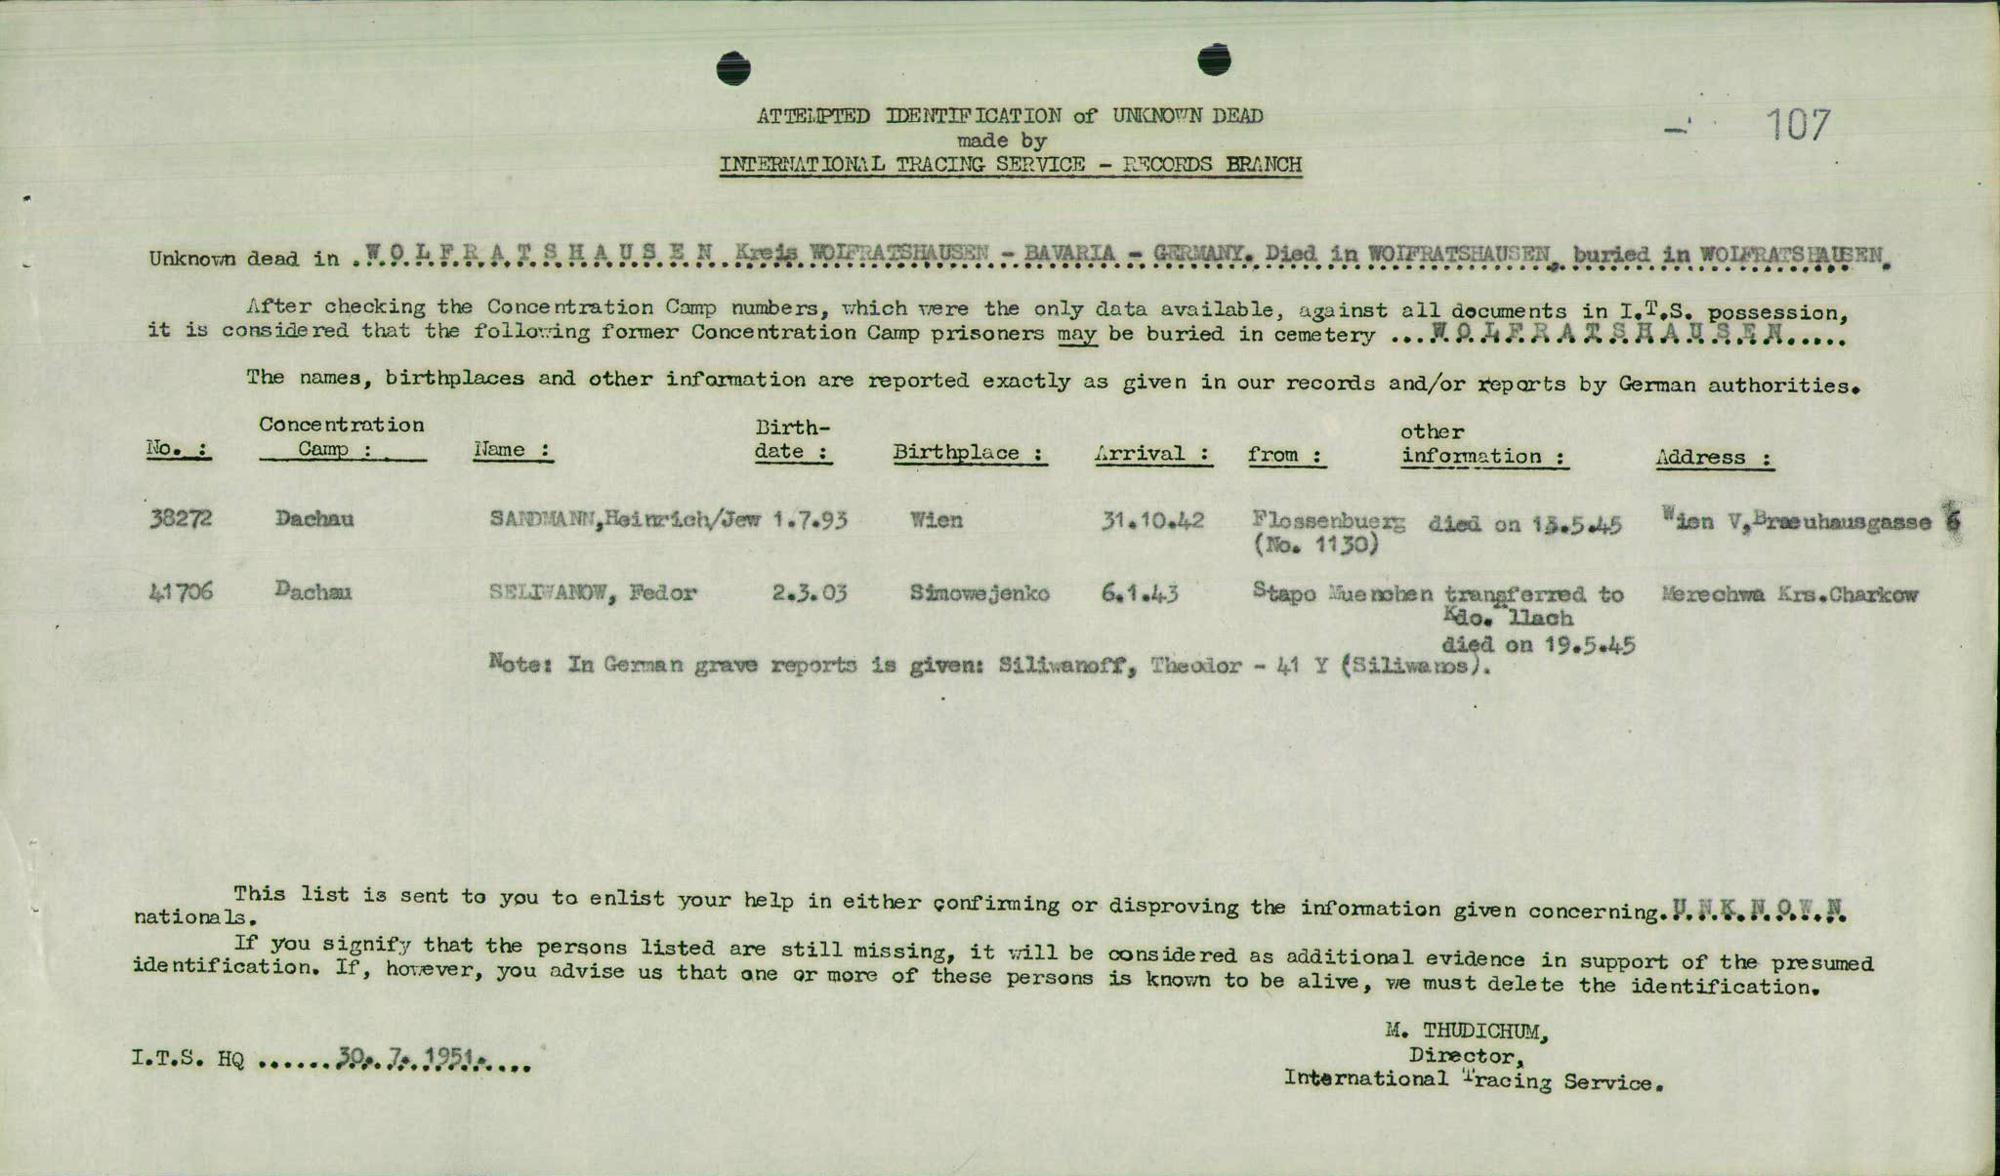 ATTEMPTED IDENTIFICATION of UNKNOWN DEAD
made by
INTERNATIONAL TRACING SERVICE - RECORDS BRANCH
107
Unknown dead in .W.O.L.F.R.A.T.S.H.A.U.S.E.N. Kreis WOLFRATSHAUSEN - BAVARIA - GERMANY. Died in WOLFRATSHAUSEN, buried in WOLFRATSHAUSEN.
After checking the Concentration Camp numbers, which were the only data available, against all documents in I.T.S. possession,
it is considered that the following former Concentration Camp prisoners may be buried in cemetery ...W.O.L.F.R.A.T.S.H.A.U.S.E.N.....
The names, birthplaces and other information are reported exactly as given in our records and/or reports by German authorities.
No. : Concentration Camp : Name : Birth-date : Birthplace : Arrival : from : other information : Address :
38272 Dachau SANDMANN,Heinrich/Jew 1.7.93 Wien 31.10.42 Flossenbuerg died on 13.5.45 Wien V,Braeuhausgasse 6
(No. 1130)
41706 Dachau SELIWANOW, Fedor 2.3.03 Simowejenko 6.1.43 Stapo Muenchen transferred to Merechwa Krs.Charkow
Kdo. Allach
died on 19.5.45
Note: In German grave reports is given: Siliwanoff, Theodor - 41 Y (Siliwanos).
This list is sent to you to enlist your help in either confirming or disproving the information given concerning.U.N.K.N.O.W.N.
nationals.
If you signify that the persons listed are still missing, it will be considered as additional evidence in support of the presumed
identification. If, however, you advise us that one or more of these persons is known to be alive, we must delete the identification.
M. THUDICHUM,
Director,
International Tracing Service.
I.T.S. HQ ......30. 7. 1951.....